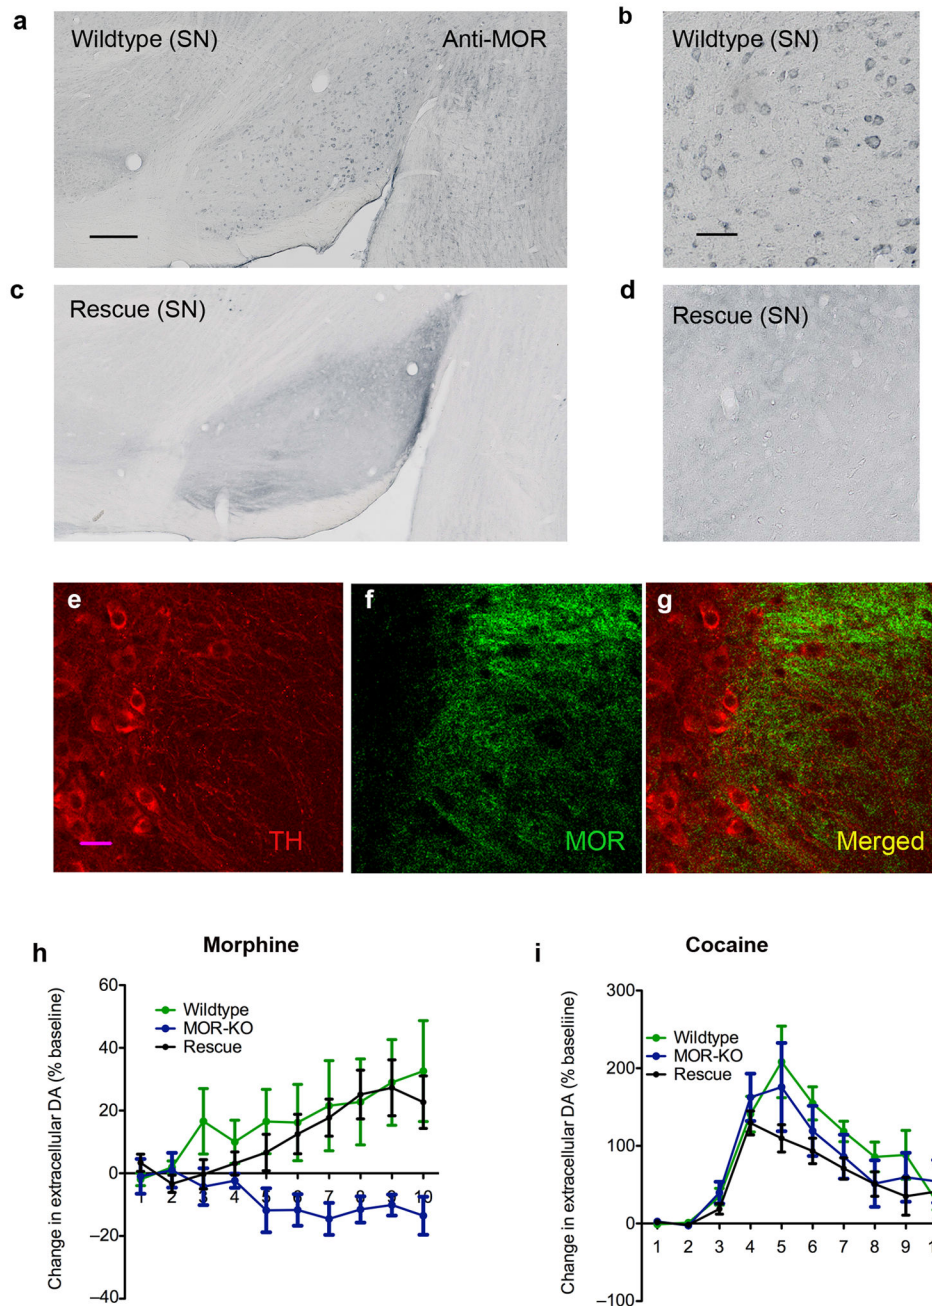 a
Wildtype (SN)
Anti-MOR
b
Wildtype (SN)
c
Rescue (SN)
d
Rescue (SN)
e
TH
f
MOR
g
Merged
h
Morphine
Change in extracellular DA (% baseline)
60
40
20
0
−20
−40
Wildtype
MOR-KO
Rescue
1 2 3 4 5 6 7 8 9 10
i
Cocaine
Change in extracellular DA (% baseliine)
300
200
100
0
−100
Wildtype
MOR-KO
Rescue
1 2 3 4 5 6 7 8 9